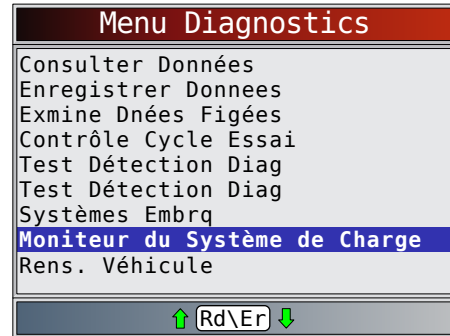 Menu Diagnostics
Consulter Données
Enregistrer Donnees
Exmine Dnées Figées
Contrôle Cycle Essai
Test Détection Diag
Test Détection Diag
Systèmes Embrq
Moniteur du Système de Charge
Rens. Véhicule
Rd\Er